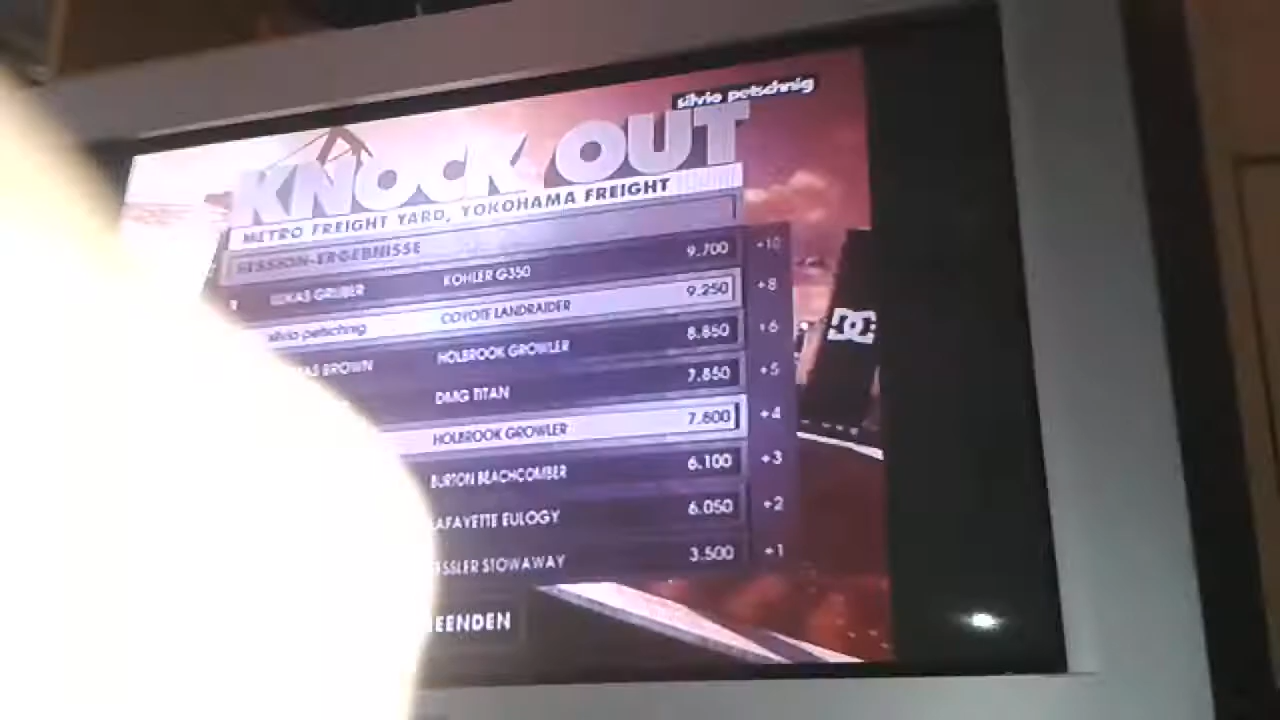 silvio petschnig
KNOCK OUT
METRO FREIGHT YARD, YOKOHAMA FREIGHT
SESSION-ERGEBNISSE
LUKAS GRUBER KOHLER G350 9.700 +10
silvio petschnig COYOTE LANDRAIDER 9.250 +8
BROWN HOLBROOK GROWLER 8.850 +6
DMG TITAN 7.850 +5
HOLBROOK GROWLER 7.800 +4
BURTON BEACHCOMBER 6.100 +3
LAFAYETTE EULOGY 6.050 +2
STOWAWAY 3.500 +1
DC